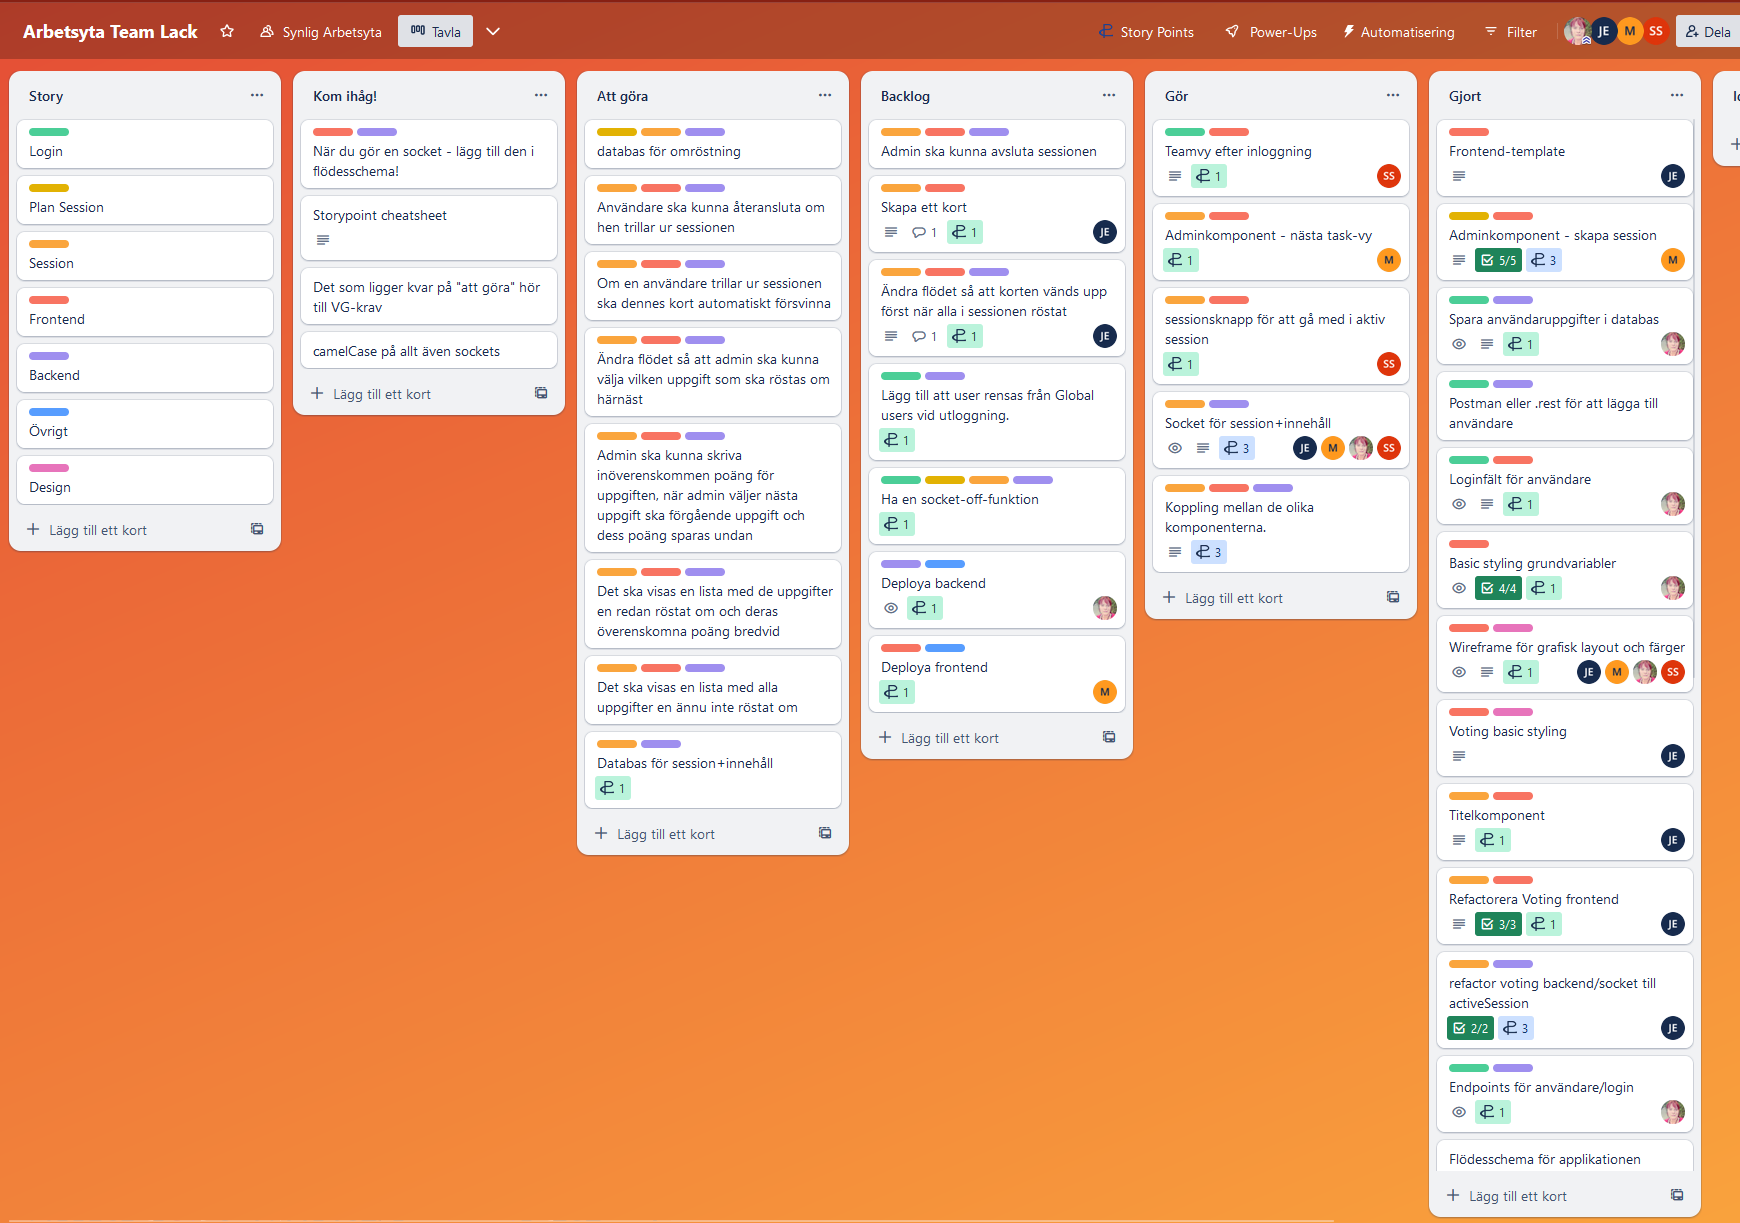 Arbetsyta Team Lack
Synlig Arbetsyta
Tavla
Story Points
Power-Ups
Automatisering
Filter
JE
M
SS
Dela
Story
Login
Plan Session
Session
Frontend
Backend
Övrigt
Design
Lägg till ett kort
Kom ihåg!
När du gör en socket - lägg till den i
flödesschema!
Storypoint cheatsheet
Det som ligger kvar på "att göra" hör
till VG-krav
camelCase på allt även sockets
Lägg till ett kort
Att göra
databas för omröstning
Användare ska kunna återansluta om
hen trillar ur sessionen
Om en användare trillar ur sessionen
ska dennes kort automatiskt försvinna
Ändra flödet så att admin ska kunna
välja vilken uppgift som ska röstas om
härnäst
Admin ska kunna skriva
inöverenskommen poäng för
uppgiften, när admin väljer nästa
uppgift ska förgående uppgift och
dess poäng sparas undan
Det ska visas en lista med de uppgifter
en redan röstat om och deras
överenskomna poäng bredvid
Det ska visas en lista med alla
uppgifter en ännu inte röstat om
Databas för session+innehåll
1
Lägg till ett kort
Backlog
Admin ska kunna avsluta sessionen
Skapa ett kort
1 1 JE
Ändra flödet så att korten vänds upp
först när alla i sessionen röstat
1 1 JE
Lägg till att user rensas från Global
users vid utloggning.
1
Ha en socket-off-funktion
1
Deploya backend
1
Deploya frontend
1 M
Lägg till ett kort
Gör
Teamvy efter inloggning
1 SS
Adminkomponent - nästa task-vy
1 M
sessionsknapp för att gå med i aktiv
session
1 SS
Socket för session+innehåll
3 JE M SS
Koppling mellan de olika
komponenterna.
3
Lägg till ett kort
Gjort
Frontend-template
JE
Adminkomponent - skapa session
5/5 3 M
Spara användaruppgifter i databas
1
Postman eller .rest för att lägga till
användare
Loginfält för användare
1
Basic styling grundvariabler
4/4 1
Wireframe för grafisk layout och färger
1 JE M SS
Voting basic styling
JE
Titelkomponent
1 JE
Refactorera Voting frontend
3/3 1 JE
refactor voting backend/socket till
activeSession
2/2 3 JE
Endpoints för användare/login
1
Flödesschema för applikationen
Lägg till ett kort